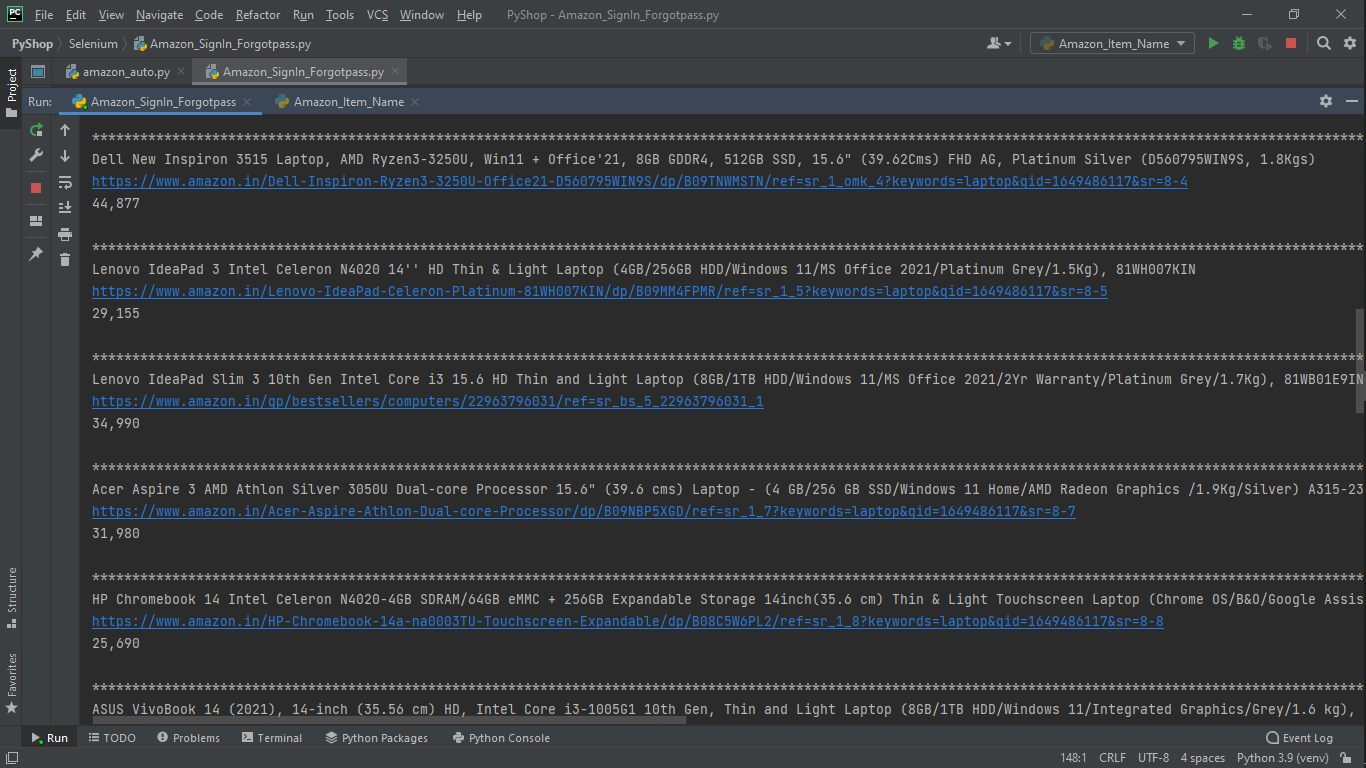 PC File Edit View Navigate Code Refactor Run Tools VCS Window Help PyShop - Amazon_SignIn_Forgotpass.py
PyShop Selenium Amazon_SignIn_Forgotpass.py Amazon_Item_Name
Project amazon_auto.py Amazon_SignIn_Forgotpass.py
Run: Amazon_SignIn_Forgotpass Amazon_Item_Name
Dell New Inspiron 3515 Laptop, AMD Ryzen3-3250U, Win11 + Office'21, 8GB GDDR4, 512GB SSD, 15.6" (39.62Cms) FHD AG, Platinum Silver (D560795WIN9S, 1.8Kgs)
https://www.amazon.in/Dell-Inspiron-Ryzen3-3250U-Office21-D560795WIN9S/dp/B09TNWMSTN/ref=sr_1_omk_4?keywords=laptop&qid=1649486117&sr=8-4
44,877
Lenovo IdeaPad 3 Intel Celeron N4020 14'' HD Thin & Light Laptop (4GB/256GB HDD/Windows 11/MS Office 2021/Platinum Grey/1.5Kg), 81WH007KIN
https://www.amazon.in/Lenovo-IdeaPad-Celeron-Platinum-81WH007KIN/dp/B09MM4FPMR/ref=sr_1_5?keywords=laptop&qid=1649486117&sr=8-5
29,155
Lenovo IdeaPad Slim 3 10th Gen Intel Core i3 15.6 HD Thin and Light Laptop (8GB/1TB HDD/Windows 11/MS Office 2021/2Yr Warranty/Platinum Grey/1.7Kg), 81WB01E9IN
https://www.amazon.in/gp/bestsellers/computers/22963796031/ref=sr_bs_5_22963796031_1
34,990
Acer Aspire 3 AMD Athlon Silver 3050U Dual-core Processor 15.6" (39.6 cms) Laptop - (4 GB/256 GB SSD/Windows 11 Home/AMD Radeon Graphics /1.9Kg/Silver) A315-23
https://www.amazon.in/Acer-Aspire-Athlon-Dual-core-Processor/dp/B09NBP5XGD/ref=sr_1_7?keywords=laptop&qid=1649486117&sr=8-7
31,980
HP Chromebook 14 Intel Celeron N4020-4GB SDRAM/64GB eMMC + 256GB Expandable Storage 14inch(35.6 cm) Thin & Light Touchscreen Laptop (Chrome OS/B&O/Google Assis
https://www.amazon.in/HP-Chromebook-14a-na0003TU-Touchscreen-Expandable/dp/B08C5W6PL2/ref=sr_1_8?keywords=laptop&qid=1649486117&sr=8-8
25,690
ASUS VivoBook 14 (2021), 14-inch (35.56 cm) HD, Intel Core i3-1005G1 10th Gen, Thin and Light Laptop (8GB/1TB HDD/Windows 11/Integrated Graphics/Grey/1.6 kg),
Structure
Favorites
Run TODO Problems Terminal Python Packages Python Console Event Log
148:1 CRLF UTF-8 4 spaces Python 3.9 (venv)